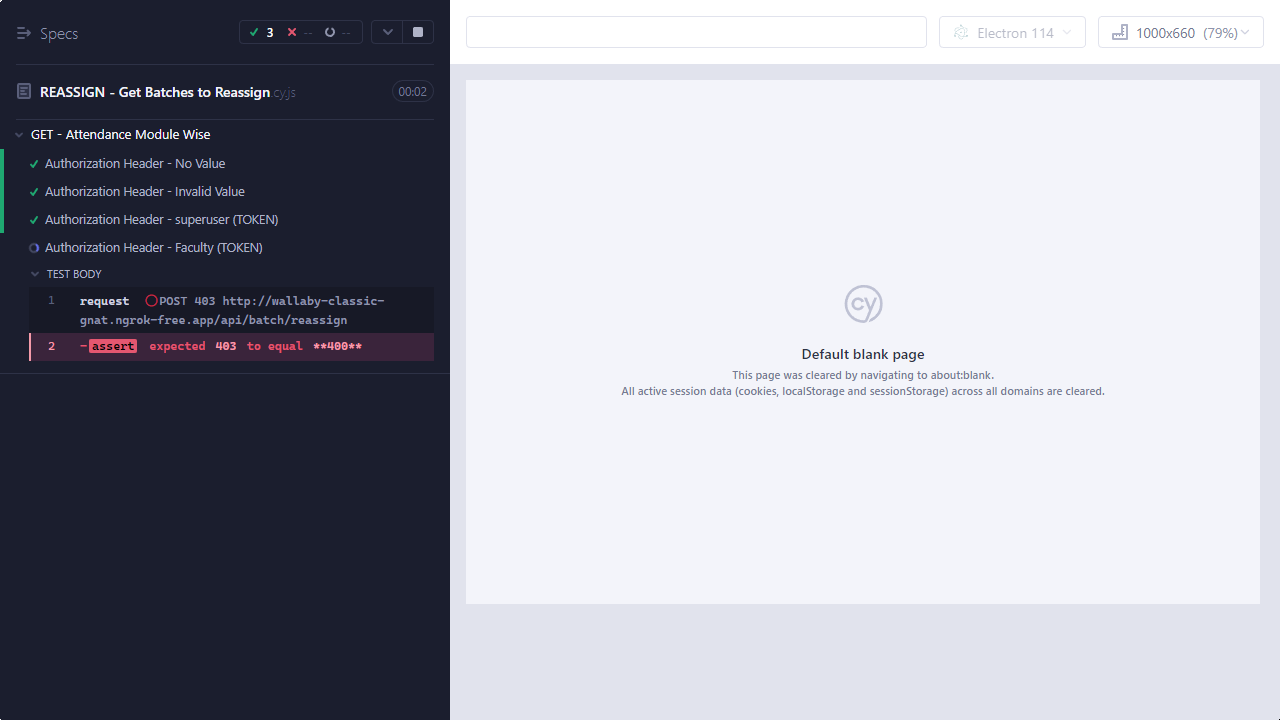 Specs
3 -- --
REASSIGN - Get Batches to Reassign.cy.js
00:02
GET - Attendance Module Wise
Authorization Header - No Value
Authorization Header - Invalid Value
Authorization Header - superuser (TOKEN)
Authorization Header - Faculty (TOKEN)
TEST BODY
1 request POST 403 http://wallaby-classic-
gnat.ngrok-free.app/api/batch/reassign
2 -assert expected 403 to equal **400**
Electron 114
1000x660 (79%)
cy
Default blank page
This page was cleared by navigating to about:blank.
All active session data (cookies, localStorage and sessionStorage) across all domains are cleared.